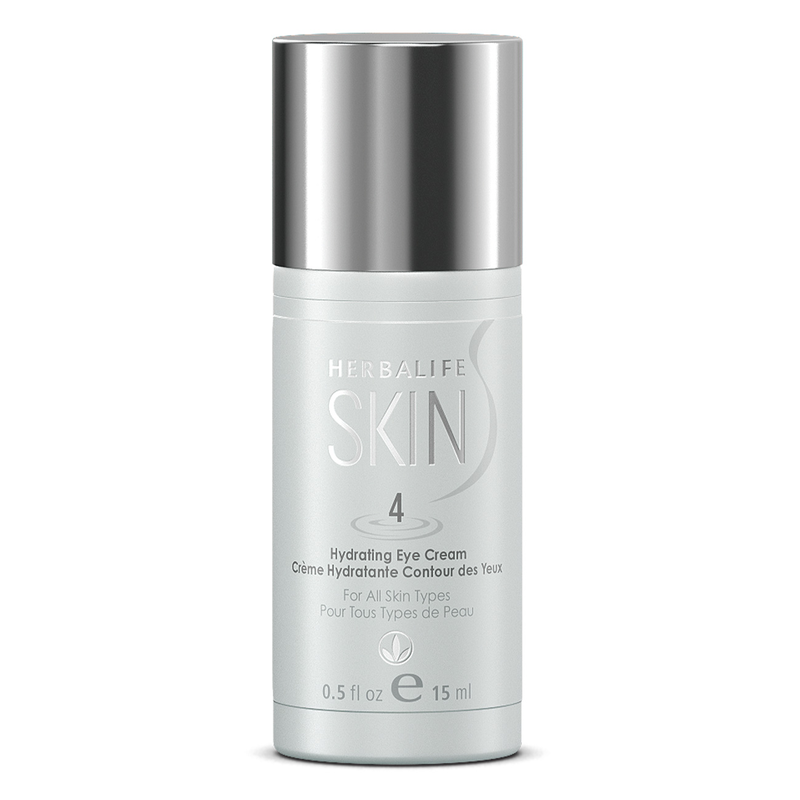 HERBALIFE
SKIN
4
Hydrating Eye Cream
Crème Hydratante Contour des Yeux
For All Skin Types
Pour Tous Types de Peau
0.5 fl oz ℮ 15 ml